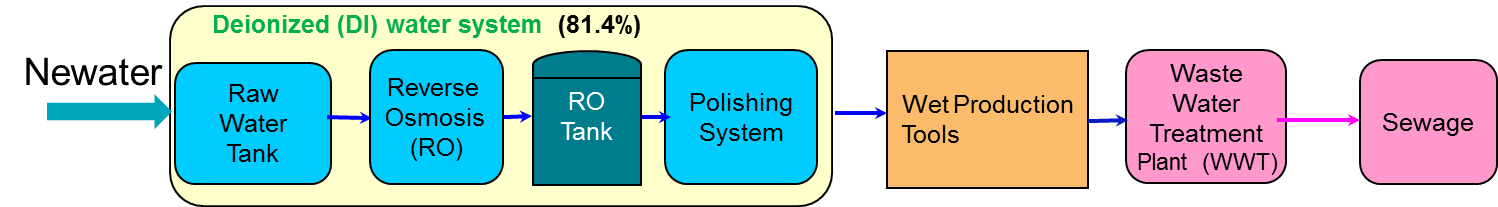 Deionized (DI) water system (81.4%)
Newater
Raw
Water
Tank
Reverse
Osmosis
(RO)
RO
Tank
Polishing
System
Wet Production
Tools
Waste
Water
Treatment
Plant (WWT)
Sewage